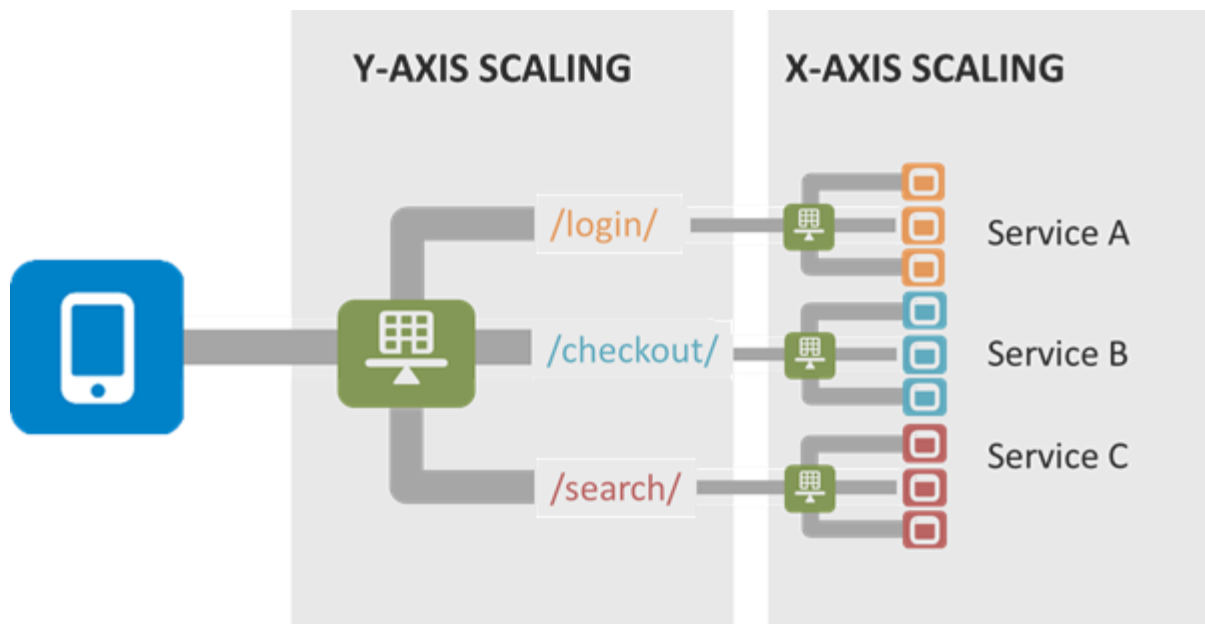 Y-AXIS SCALING
X-AXIS SCALING
/login/
Service A
/checkout/
Service B
/search/
Service C